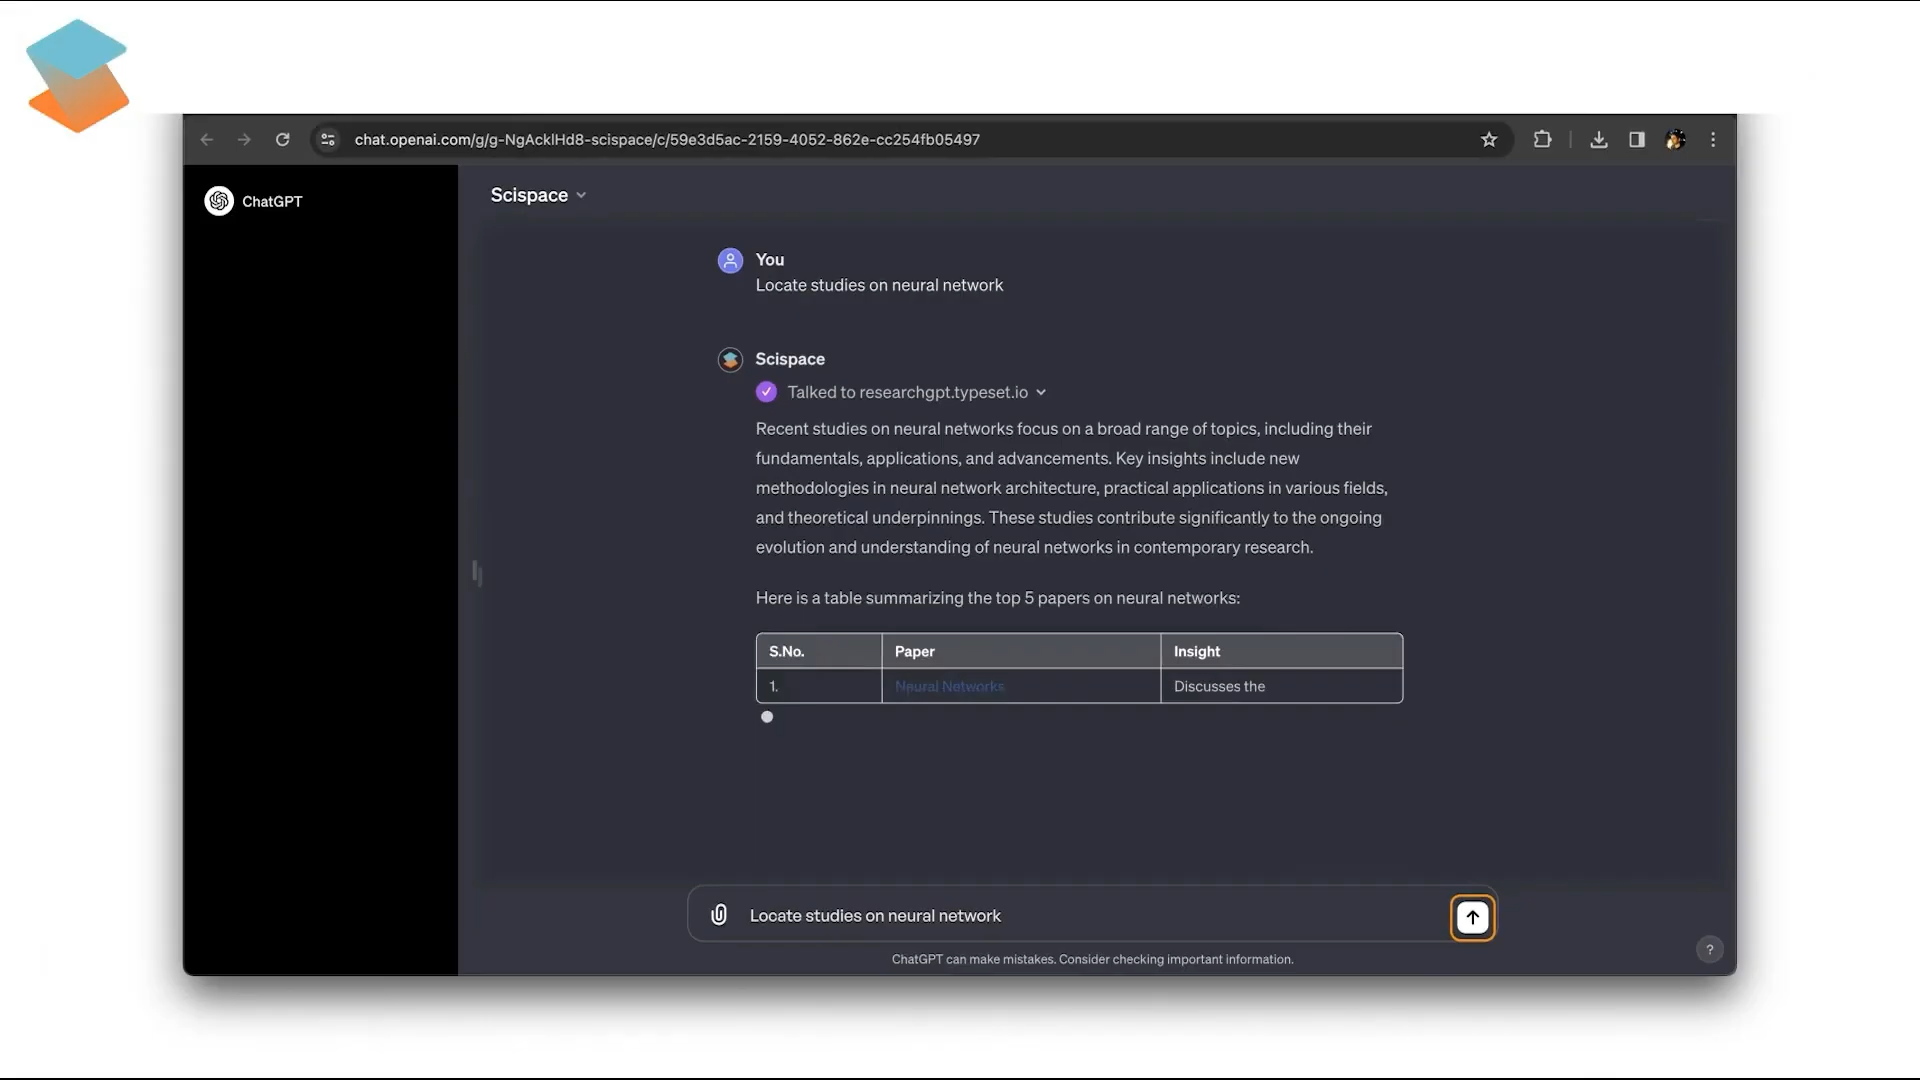 chat.openai.com/g/g-NgAcklHd8-scispace/c/59e3d5ac-2159-4052-862e-cc254fb05497
ChatGPT
Scispace
You
Locate studies on neural network
Scispace
Talked to researchgpt.typeset.io
Recent studies on neural networks focus on a broad range of topics, including their
fundamentals, applications, and advancements. Key insights include new
methodologies in neural network architecture, practical applications in various fields,
and theoretical underpinnings. These studies contribute significantly to the ongoing
evolution and understanding of neural networks in contemporary research.
Here is a table summarizing the top 5 papers on neural networks:
S.No. Paper Insight
1. Neural Networks Discusses the
Locate studies on neural network
ChatGPT can make mistakes. Consider checking important information.
?